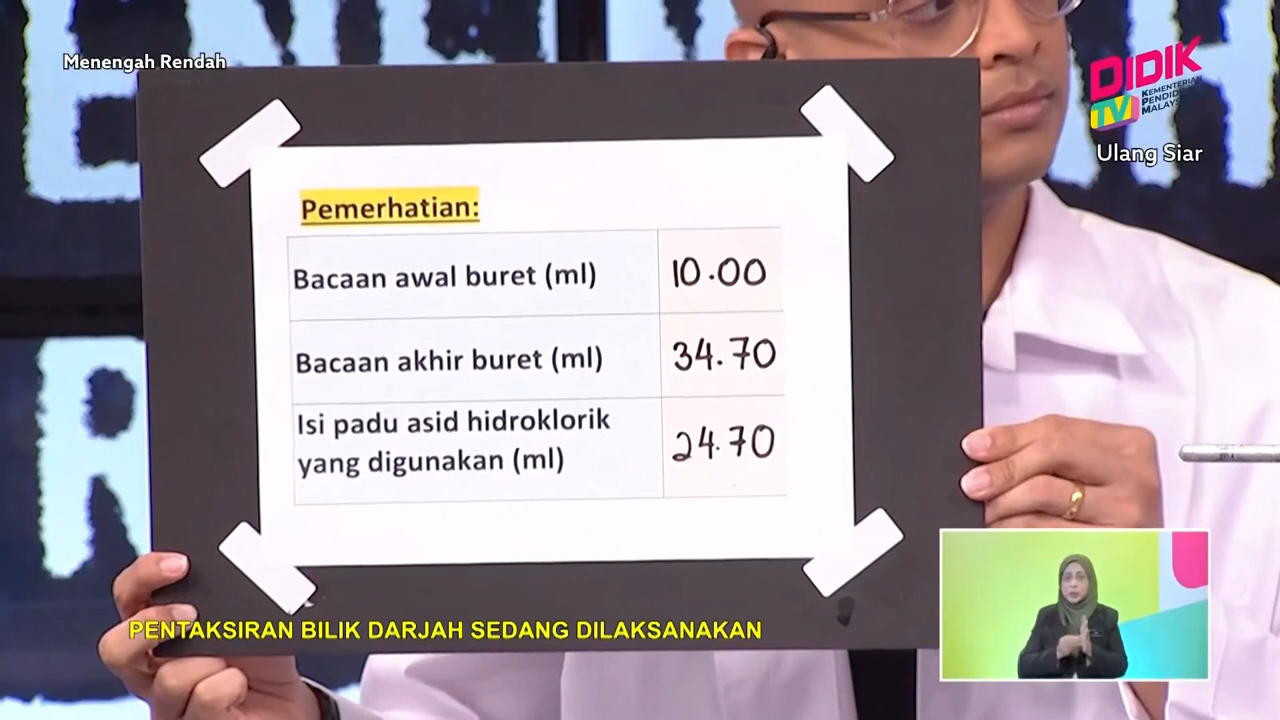 Menengah Rendah
DIDIK
TV
KEMENTERIAN
PENDIDIKAN
MALAYSIA
Ulang Siar
Pemerhatian:
Bacaan awal buret (ml) 10.00
Bacaan akhir buret (ml) 34.70
Isi padu asid hidroklorik
yang digunakan (ml) 24.70
PENTAKSIRAN BILIK DARJAH SEDANG DILAKSANAKAN